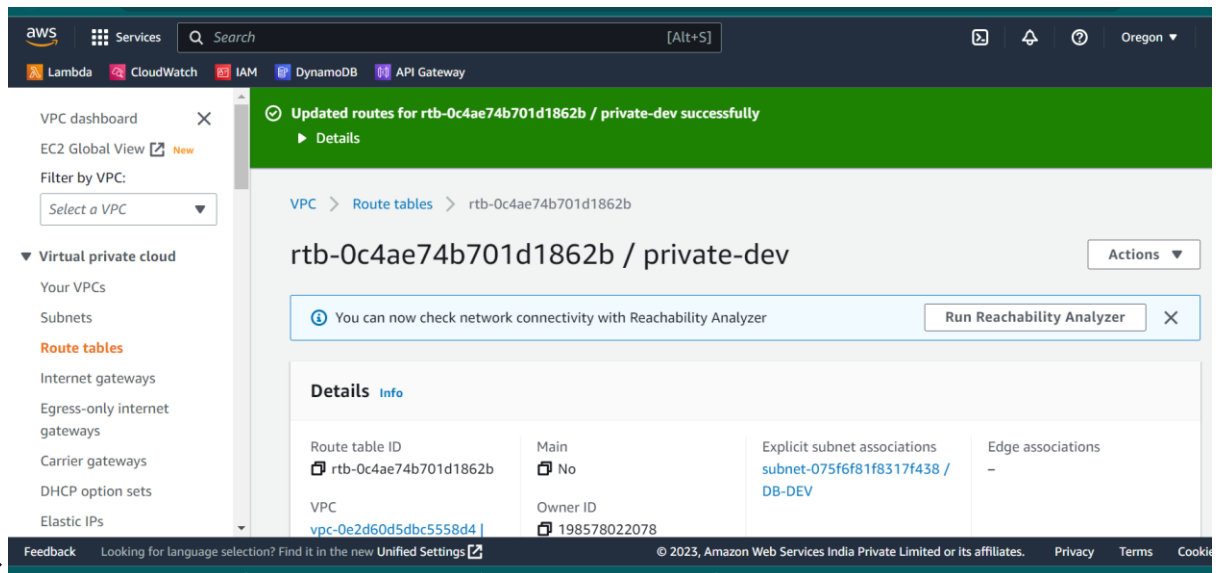 aws Services Search [Alt+S] Oregon
Lambda CloudWatch IAM DynamoDB API Gateway
VPC dashboard
EC2 Global View New
Filter by VPC:
Select a VPC
Virtual private cloud
Your VPCs
Subnets
Route tables
Internet gateways
Egress-only internet
gateways
Carrier gateways
DHCP option sets
Elastic IPs
Updated routes for rtb-0c4ae74b701d1862b / private-dev successfully
Details
VPC > Route tables > rtb-0c4ae74b701d1862b
rtb-0c4ae74b701d1862b / private-dev
Actions
You can now check network connectivity with Reachability Analyzer
Run Reachability Analyzer
Details Info
Route table ID
rtb-0c4ae74b701d1862b
VPC
vpc-0e2d60d5dbc5558d4 |
Main
No
Owner ID
198578022078
Explicit subnet associations
subnet-075f6f81f8317f438 /
DB-DEV
Edge associations
–
Feedback Looking for language selection? Find it in the new Unified Settings © 2023, Amazon Web Services India Private Limited or its affiliates. Privacy Terms Cookie